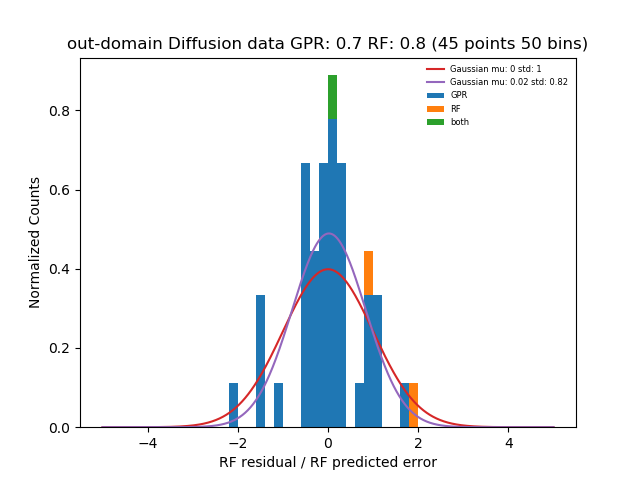 out-domain Diffusion data GPR: 0.7 RF: 0.8 (45 points 50 bins)
Gaussian mu: 0 std: 1
Gaussian mu: 0.02 std: 0.82
GPR
RF
both
Normalized Counts
0.8
0.6
0.4
0.2
0.0
−4 −2 0 2 4
RF residual / RF predicted error